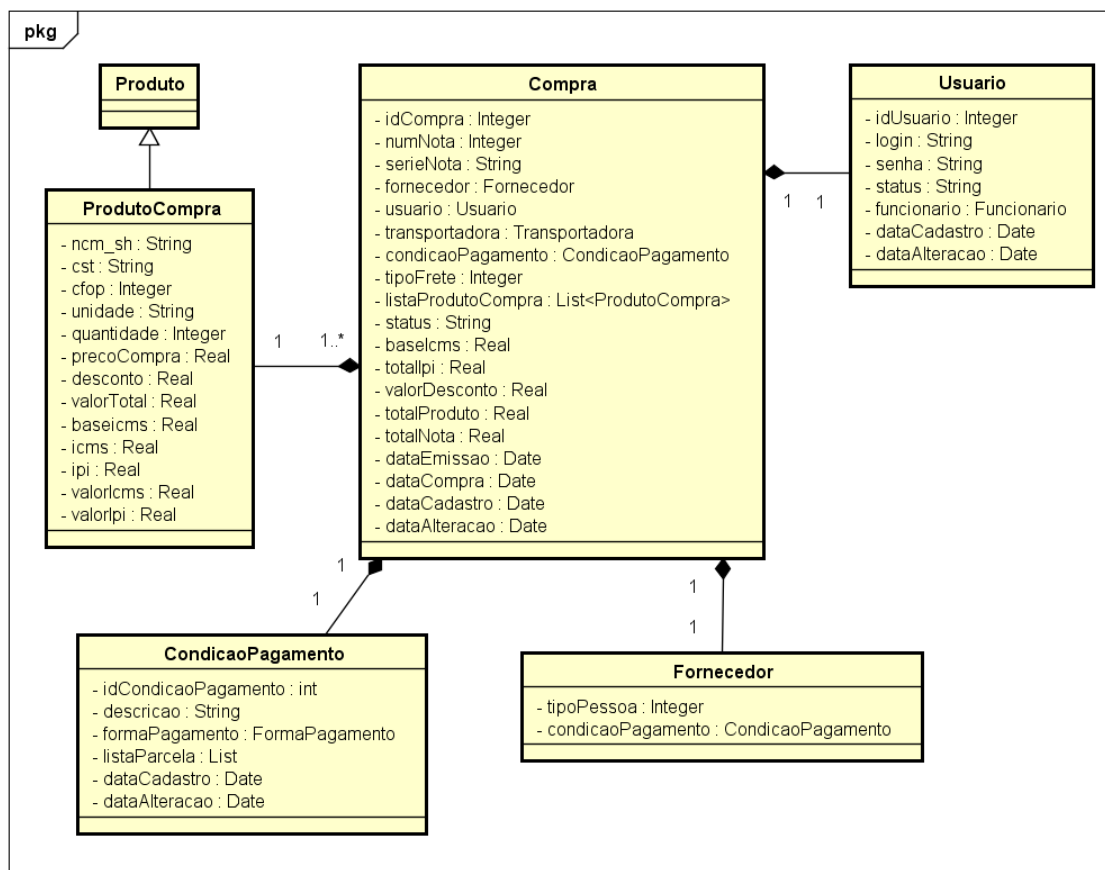 pkg
Produto
ProdutoCompra
- ncm_sh : String
- cst : String
- cfop : Integer
- unidade : String
- quantidade : Integer
- precoCompra : Real
- desconto : Real
- valorTotal : Real
- baseicms : Real
- icms : Real
- ipi : Real
- valorIcms : Real
- valorIpi : Real
1
1..*
Compra
- idCompra : Integer
- numNota : Integer
- serieNota : String
- fornecedor : Fornecedor
- usuario : Usuario
- transportadora : Transportadora
- condicaoPagamento : CondicaoPagamento
- tipoFrete : Integer
- listaProdutoCompra : List<ProdutoCompra>
- status : String
- baseIcms : Real
- totalIpi : Real
- valorDesconto : Real
- totalProduto : Real
- totalNota : Real
- dataEmissao : Date
- dataCompra : Date
- dataCadastro : Date
- dataAlteracao : Date
1
1
Usuario
- idUsuario : Integer
- login : String
- senha : String
- status : String
- funcionario : Funcionario
- dataCadastro : Date
- dataAlteracao : Date
1
1
CondicaoPagamento
- idCondicaoPagamento : int
- descricao : String
- formaPagamento : FormaPagamento
- listaParcela : List
- dataCadastro : Date
- dataAlteracao : Date
1
1
Fornecedor
- tipoPessoa : Integer
- condicaoPagamento : CondicaoPagamento